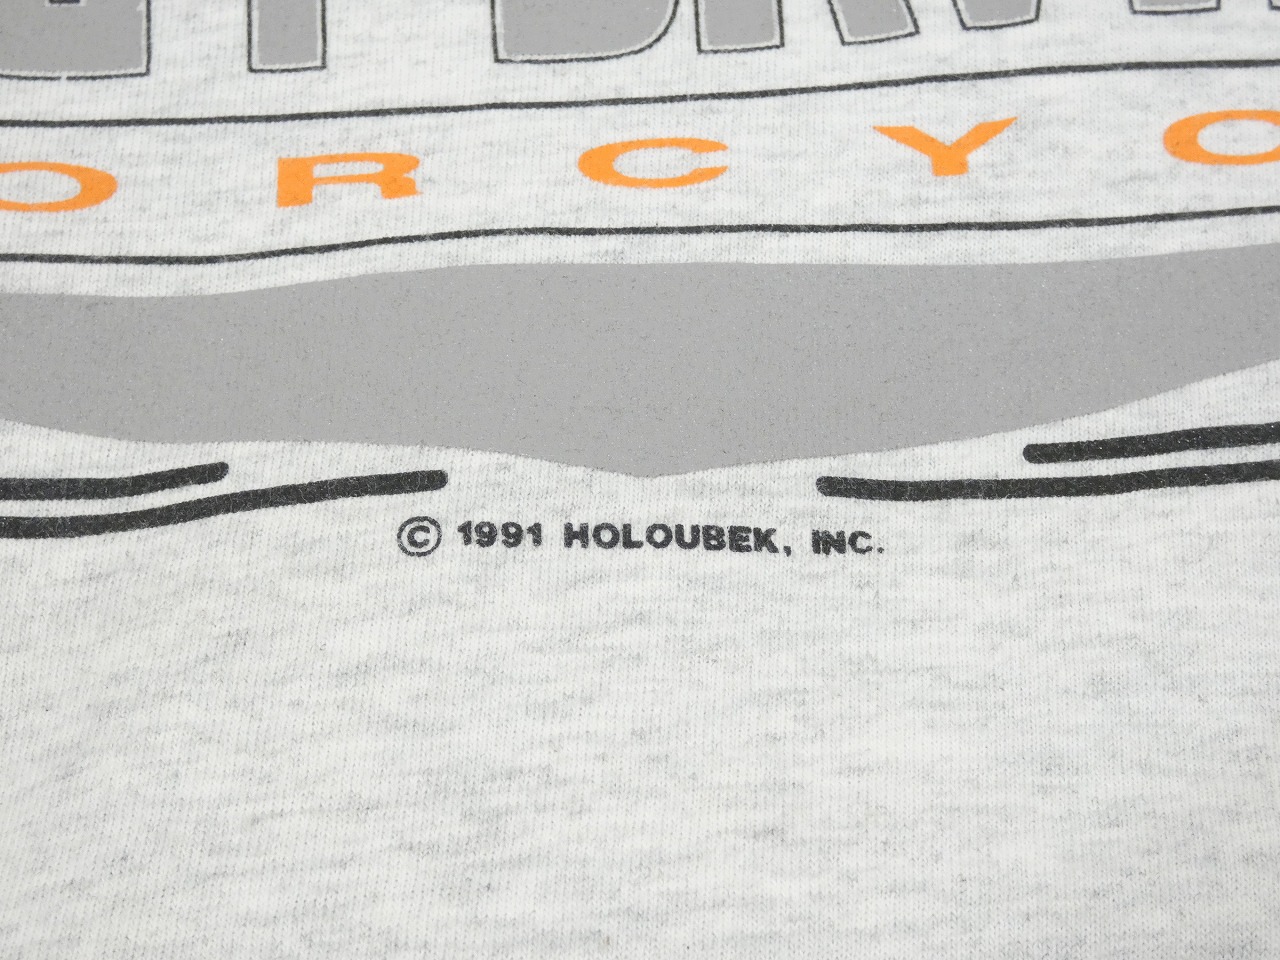 ORCYC
© 1991 HOLOUBEK, INC.